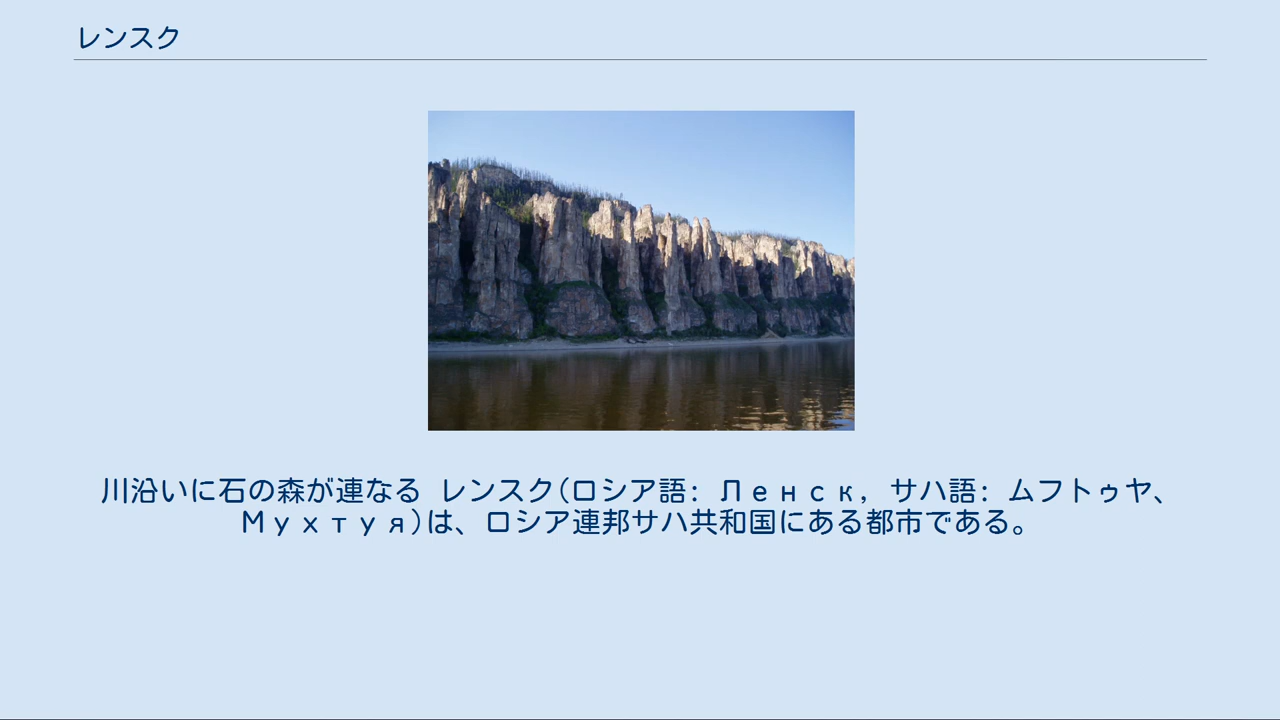 レンスク
川沿いに石の森が連なる レンスク(ロシア語: Ленск, サハ語: ムフトゥヤ、
Мухтуя)は、ロシア連邦サハ共和国にある都市である。